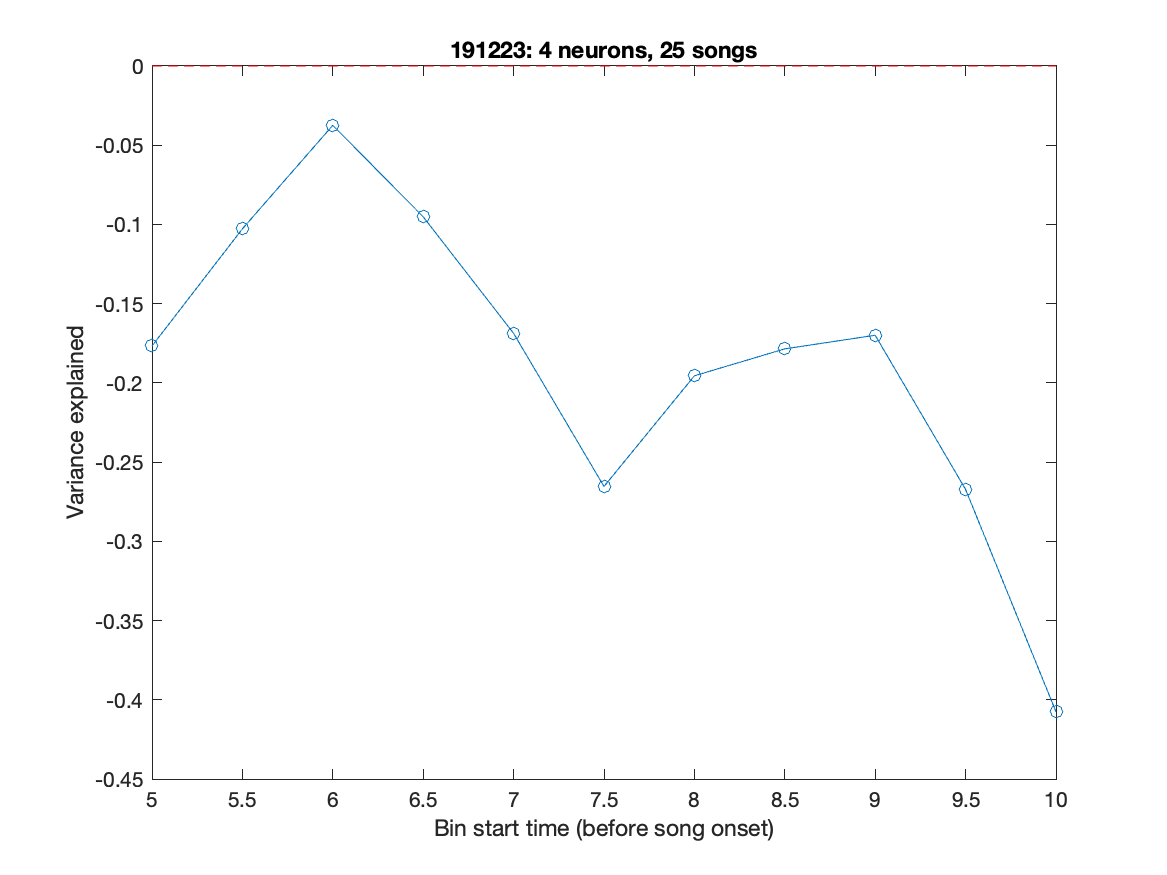 191223: 4 neurons, 25 songs
0
-0.05
-0.1
-0.15
-0.2
-0.25
-0.3
-0.35
-0.4
-0.45
Variance explained
5 5.5 6 6.5 7 7.5 8 8.5 9 9.5 10
Bin start time (before song onset)